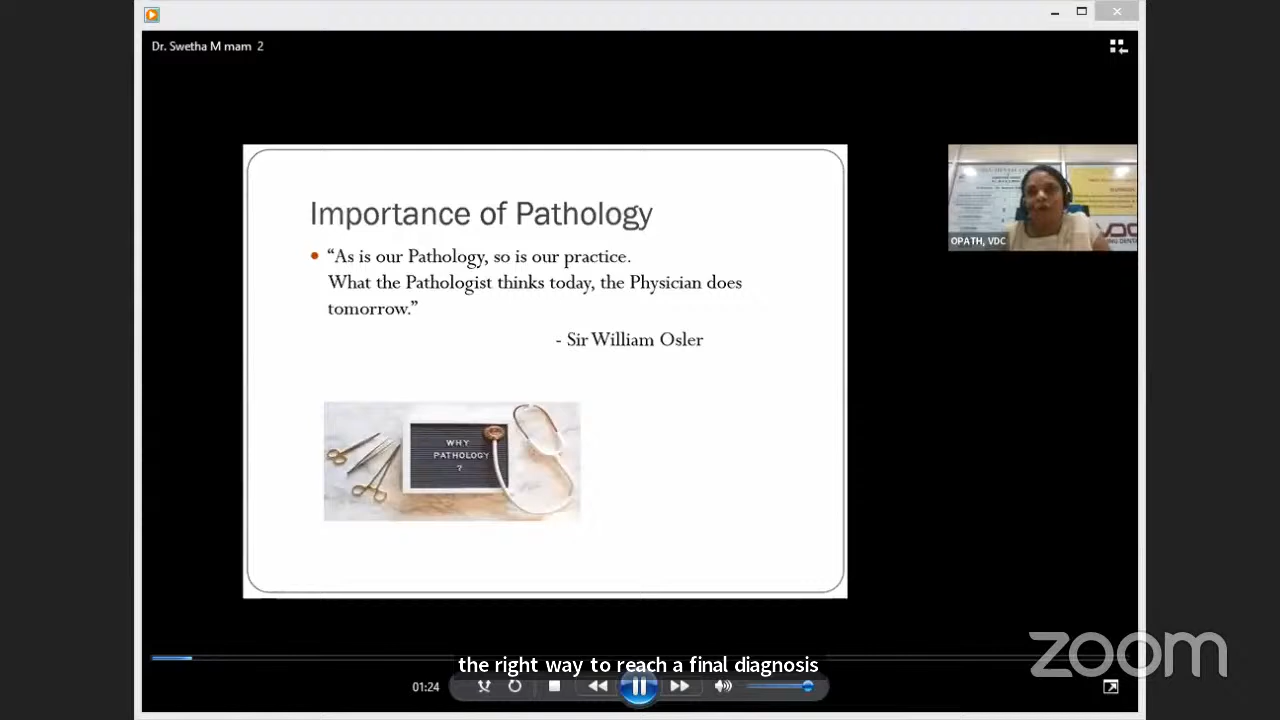 Dr. Swetha M mam 2
Importance of Pathology
• “As is our Pathology, so is our practice.
What the Pathologist thinks today, the Physician does
tomorrow.”
- Sir William Osler
WHY
PATHOLOGY
?
OPATH, VDC
the right way to reach a final diagnosis
01:24
zoom